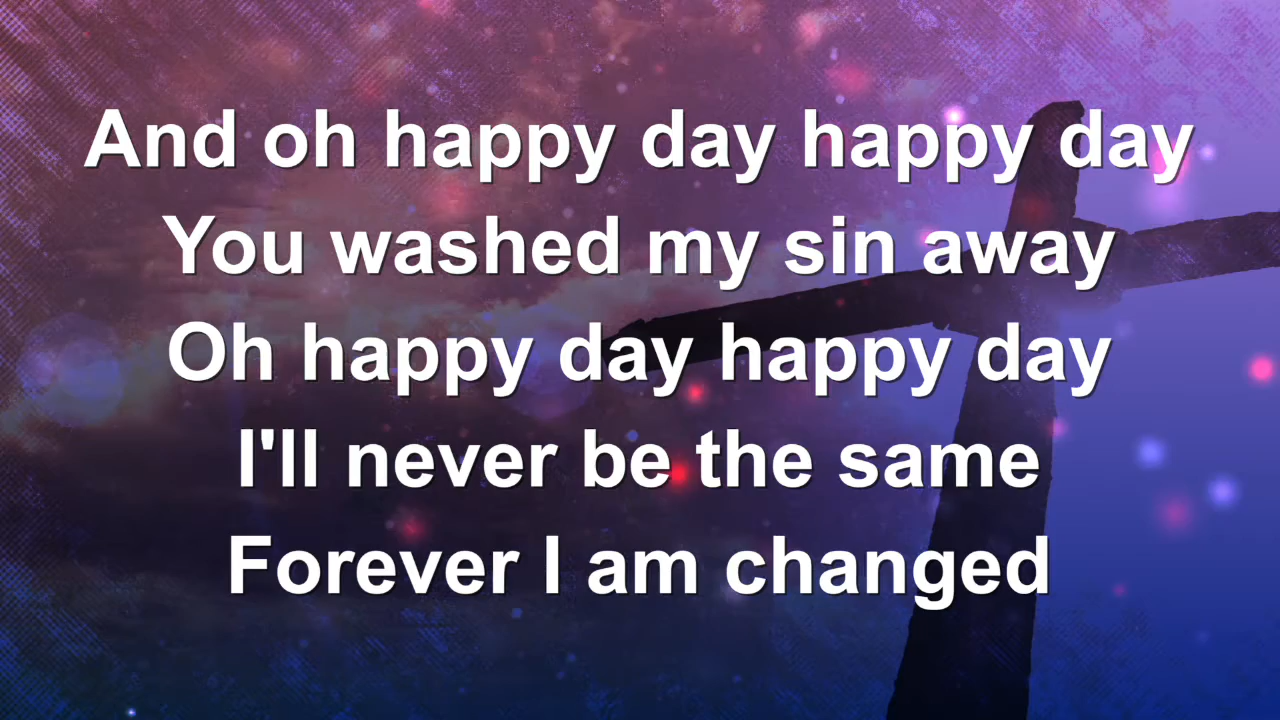 And oh happy day happy day
You washed my sin away
Oh happy day happy day
I'll never be the same
Forever I am changed